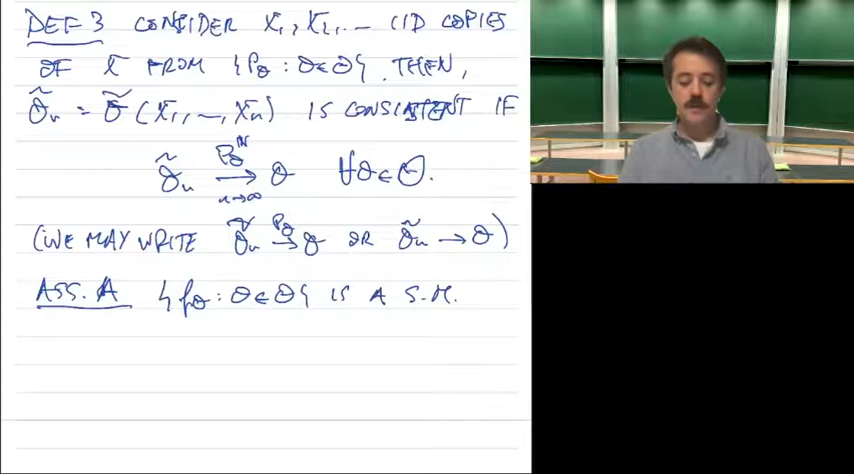 DEF 3 CONSIDER X₁, X₂, ... IID COPIES
OF X FROM {P_θ : θ∈Θ}. THEN,
θ̃ₙ = θ̃ (X₁, ..., Xₙ) IS CONSISTENT IF
θ̃ₙ →^{P_θ^ℕ}_{n→∞} θ ∀θ∈Θ.
(WE MAY WRITE θ̃ₙ →^{P_θ} θ OR θ̃ₙ → θ)
ASS. A {p_θ : θ∈Θ} IS A S.M.